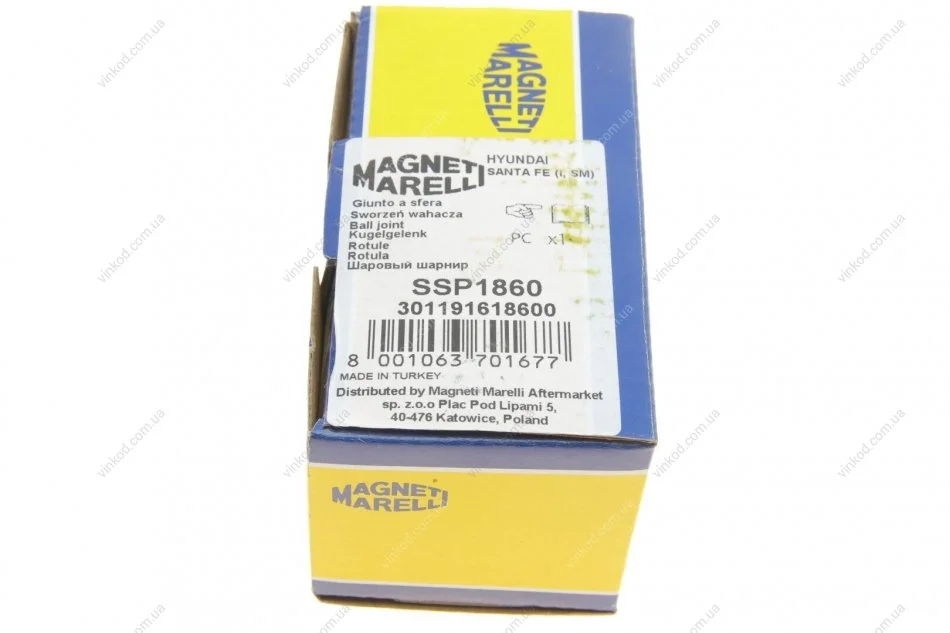 MAGNETI
MARELLI
MAGNETI
MARELLI
HYUNDAI
SANTA FE (I, SM)
Giunto a sfera
Sworzeń wahacza
Ball joint
Kugelgelenk
Rotule
Rotula
Шаровый шарнир
PC x1
SSP1860
301191618600
8 001063 701677
MADE IN TURKEY
Distributed by Magneti Marelli Aftermarket
sp. z.o.o Plac Pod Lipami 5,
40-476 Katowice, Poland
MAGNETI
MARELLI
vinkod.com.ua